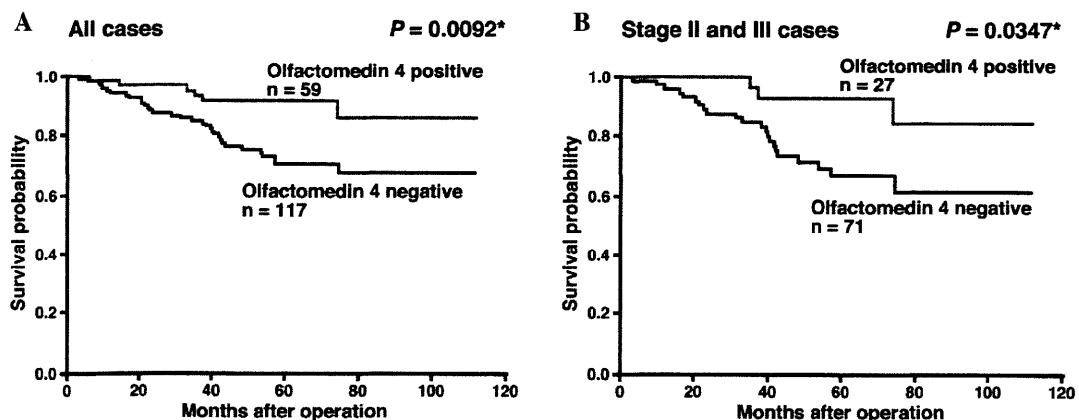 A All cases P = 0.0092*
Olfactomedin 4 positive
n = 59
Olfactomedin 4 negative
n = 117
Survival probability
1.0
0.8
0.6
0.4
0.2
0.0
0 20 40 60 80 100 120
Months after operation
B Stage II and III cases P = 0.0347*
Olfactomedin 4 positive
n = 27
Olfactomedin 4 negative
n = 71
Survival probability
1.0
0.8
0.6
0.4
0.2
0.0
0 20 40 60 80 100 120
Months after operation